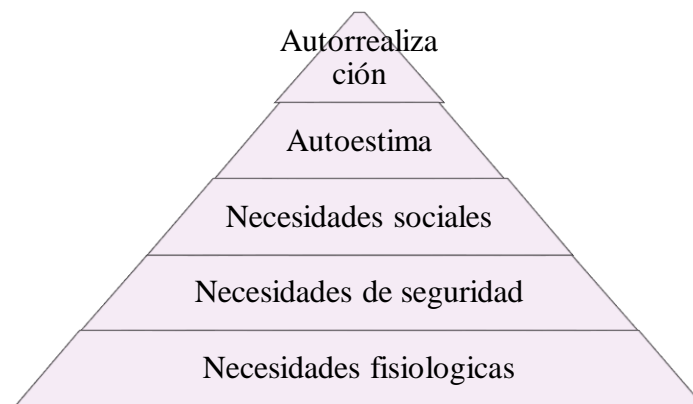 Autorrealiza
ción
Autoestima
Necesidades sociales
Necesidades de seguridad
Necesidades fisiologicas